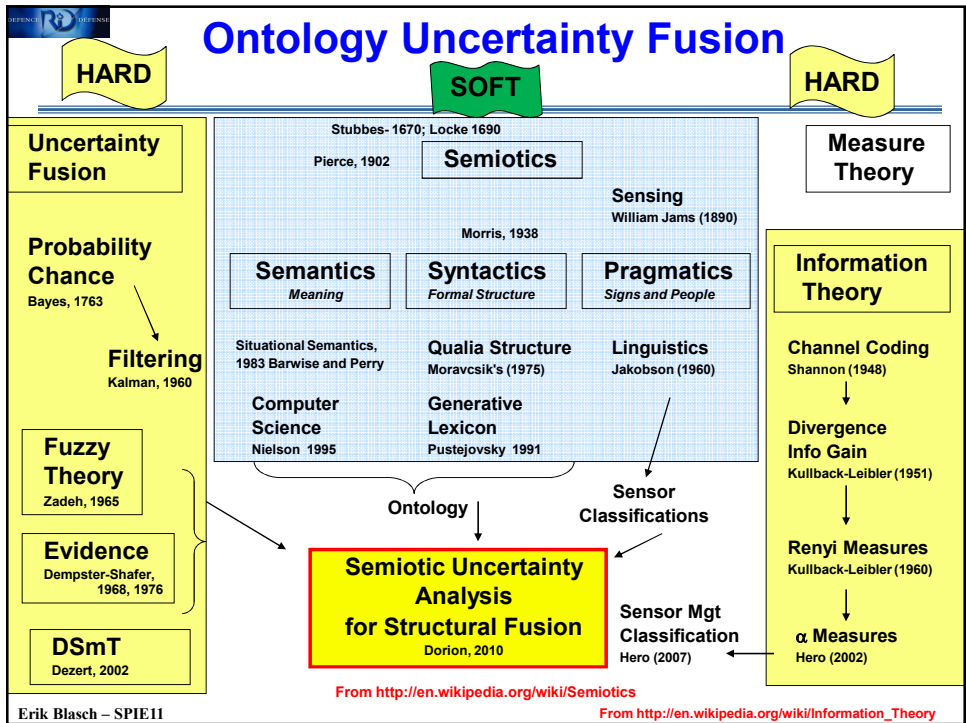 DEFENCE R&D DÉFENSE
Ontology Uncertainty Fusion
HARD
SOFT
HARD
Uncertainty
Fusion
Probability
Chance
Bayes, 1763
Filtering
Kalman, 1960
Fuzzy
Theory
Zadeh, 1965
Evidence
Dempster-Shafer,
1968, 1976
DSmT
Dezert, 2002
Stubbes- 1670; Locke 1690
Pierce, 1902
Semiotics
Sensing
William Jams (1890)
Morris, 1938
Semantics
Meaning
Syntactics
Formal Structure
Pragmatics
Signs and People
Situational Semantics,
1983 Barwise and Perry
Qualia Structure
Moravcsik's (1975)
Linguistics
Jakobson (1960)
Computer
Science
Nielson 1995
Generative
Lexicon
Pustejovsky 1991
Ontology
Sensor
Classifications
Semiotic Uncertainty
Analysis
for Structural Fusion
Dorion, 2010
Sensor Mgt
Classification
Hero (2007)
Measure
Theory
Information
Theory
Channel Coding
Shannon (1948)
Divergence
Info Gain
Kullback-Leibler (1951)
Renyi Measures
Kullback-Leibler (1960)
α Measures
Hero (2002)
From http://en.wikipedia.org/wiki/Semiotics
Erik Blasch – SPIE11
From http://en.wikipedia.org/wiki/Information_Theory